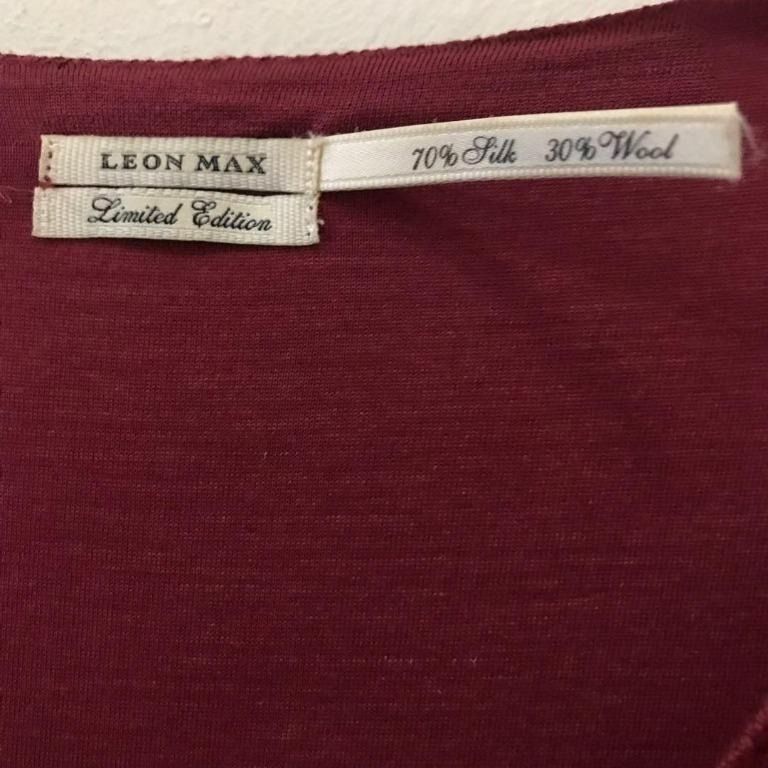 LEON MAX
Limited Edition
70% Silk 30% Wool